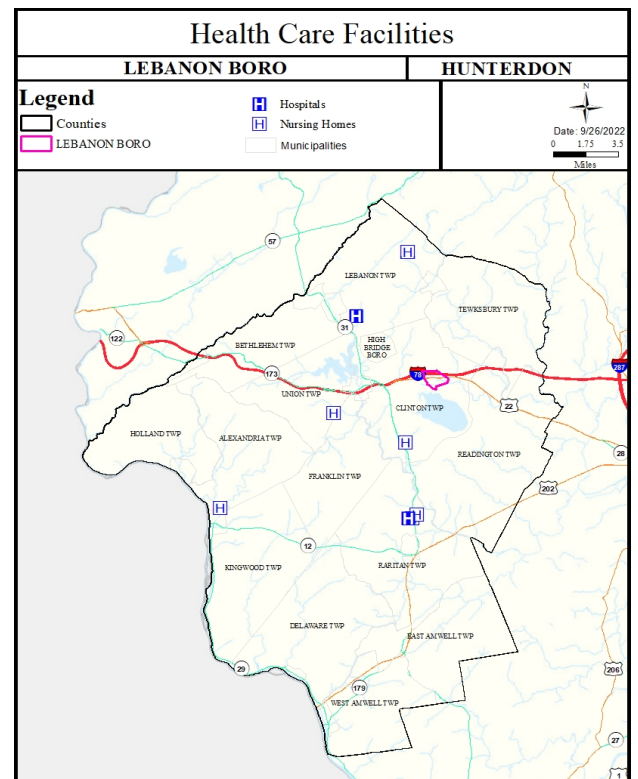 Health Care Facilities
LEBANON BORO
HUNTERDON
Legend
Counties
LEBANON BORO
H Hospitals
H Nursing Homes
Municipalities
N
Date: 9/26/2022
0 1.75 3.5
Miles
57
H
LEBANON TWP
TEWKSBURY TWP
H
31
122
BETHLEHEM TWP
HIGH
BRIDGE
BORO
173
78
287
UNION TWP
CLINTON TWP
22
H
HOLLAND TWP
ALEXANDRIA TWP
H
READINGTON TWP
28
FRANKLIN TWP
202
H
H
H
12
KINGWOOD TWP
RARITAN TWP
DELAWARE TWP
EAST AMWELL TWP
29
206
179
WEST AMWELL TWP
27
1